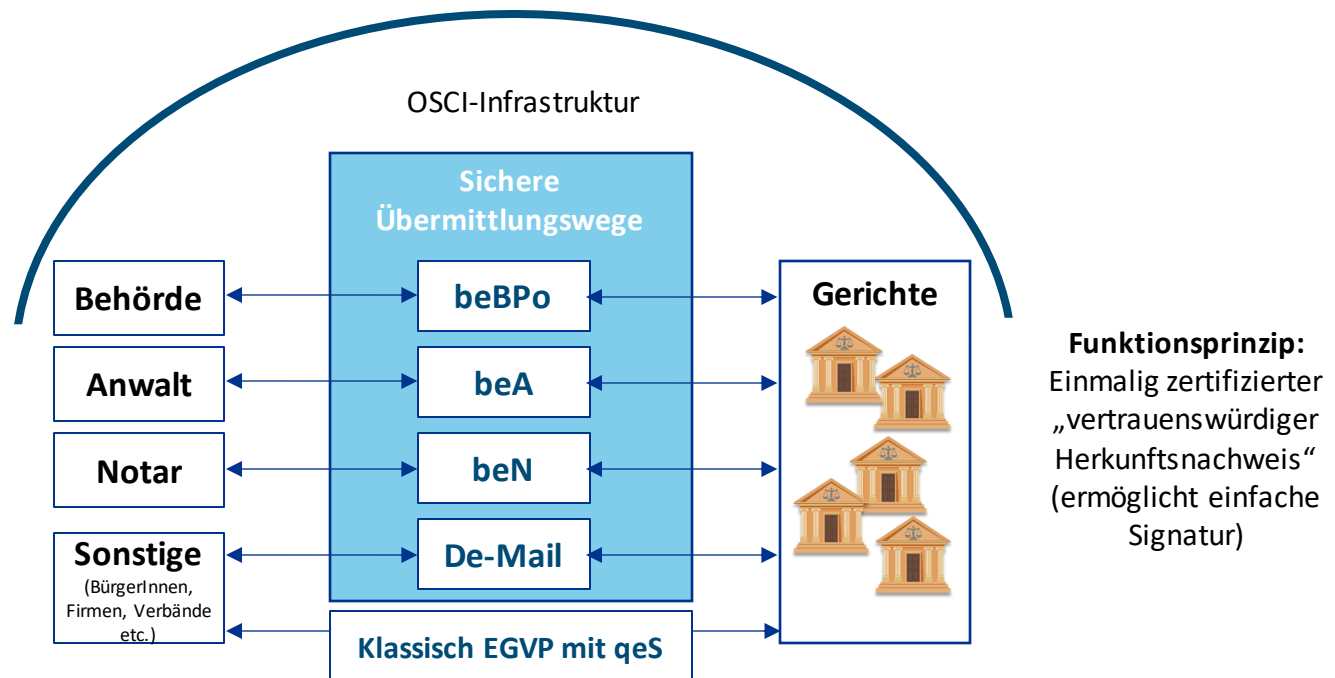 OSCI-Infrastruktur
Sichere
Übermittlungswege
Behörde
beBPo
Gerichte
Anwalt
beA
Notar
beN
Sonstige
(BürgerInnen,
Firmen, Verbände
etc.)
De-Mail
Klassisch EGVP mit qeS
Funktionsprinzip:
Einmalig zertifizierter
„vertrauenswürdiger
Herkunftsnachweis“
(ermöglicht einfache
Signatur)